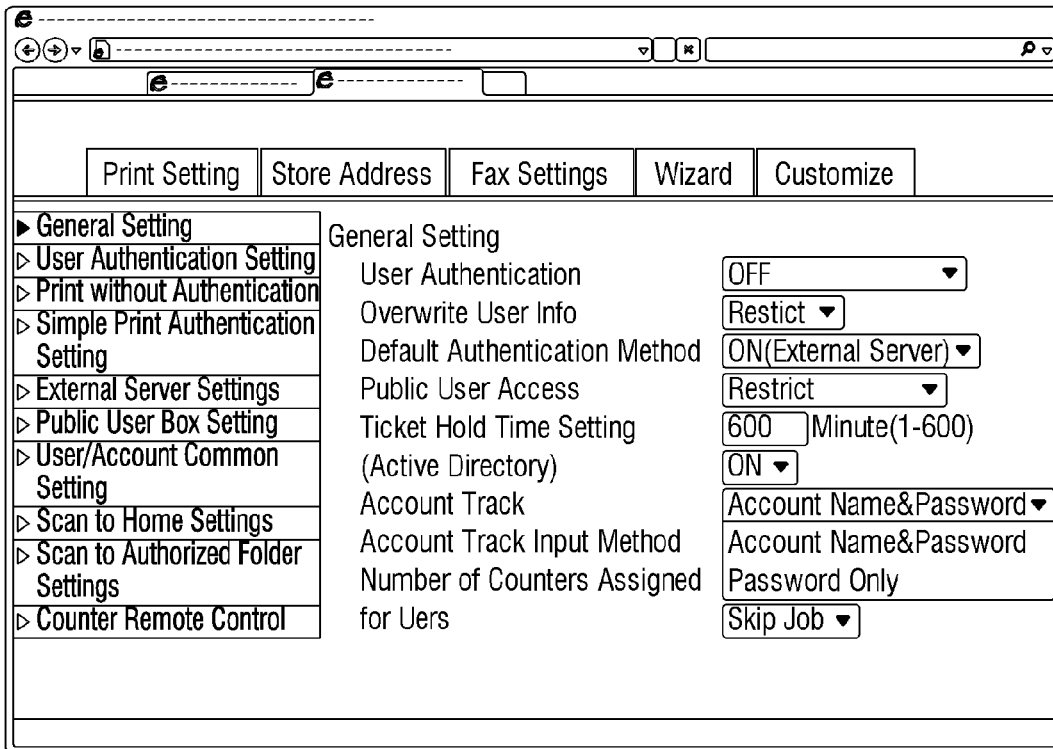 Print Setting Store Address Fax Settings Wizard Customize
General Setting
User Authentication Setting
Print without Authentication
Simple Print Authentication
Setting
External Server Settings
Public User Box Setting
User/Account Common
Setting
Scan to Home Settings
Scan to Authorized Folder
Settings
Counter Remote Control
General Setting
User Authentication OFF
Overwrite User Info Restict
Default Authentication Method ON(External Server)
Public User Access Restrict
Ticket Hold Time Setting 600 Minute(1-600)
(Active Directory) ON
Account Track Account Name&Password
Account Track Input Method Account Name&Password
Number of Counters Assigned Password Only
for Uers Skip Job